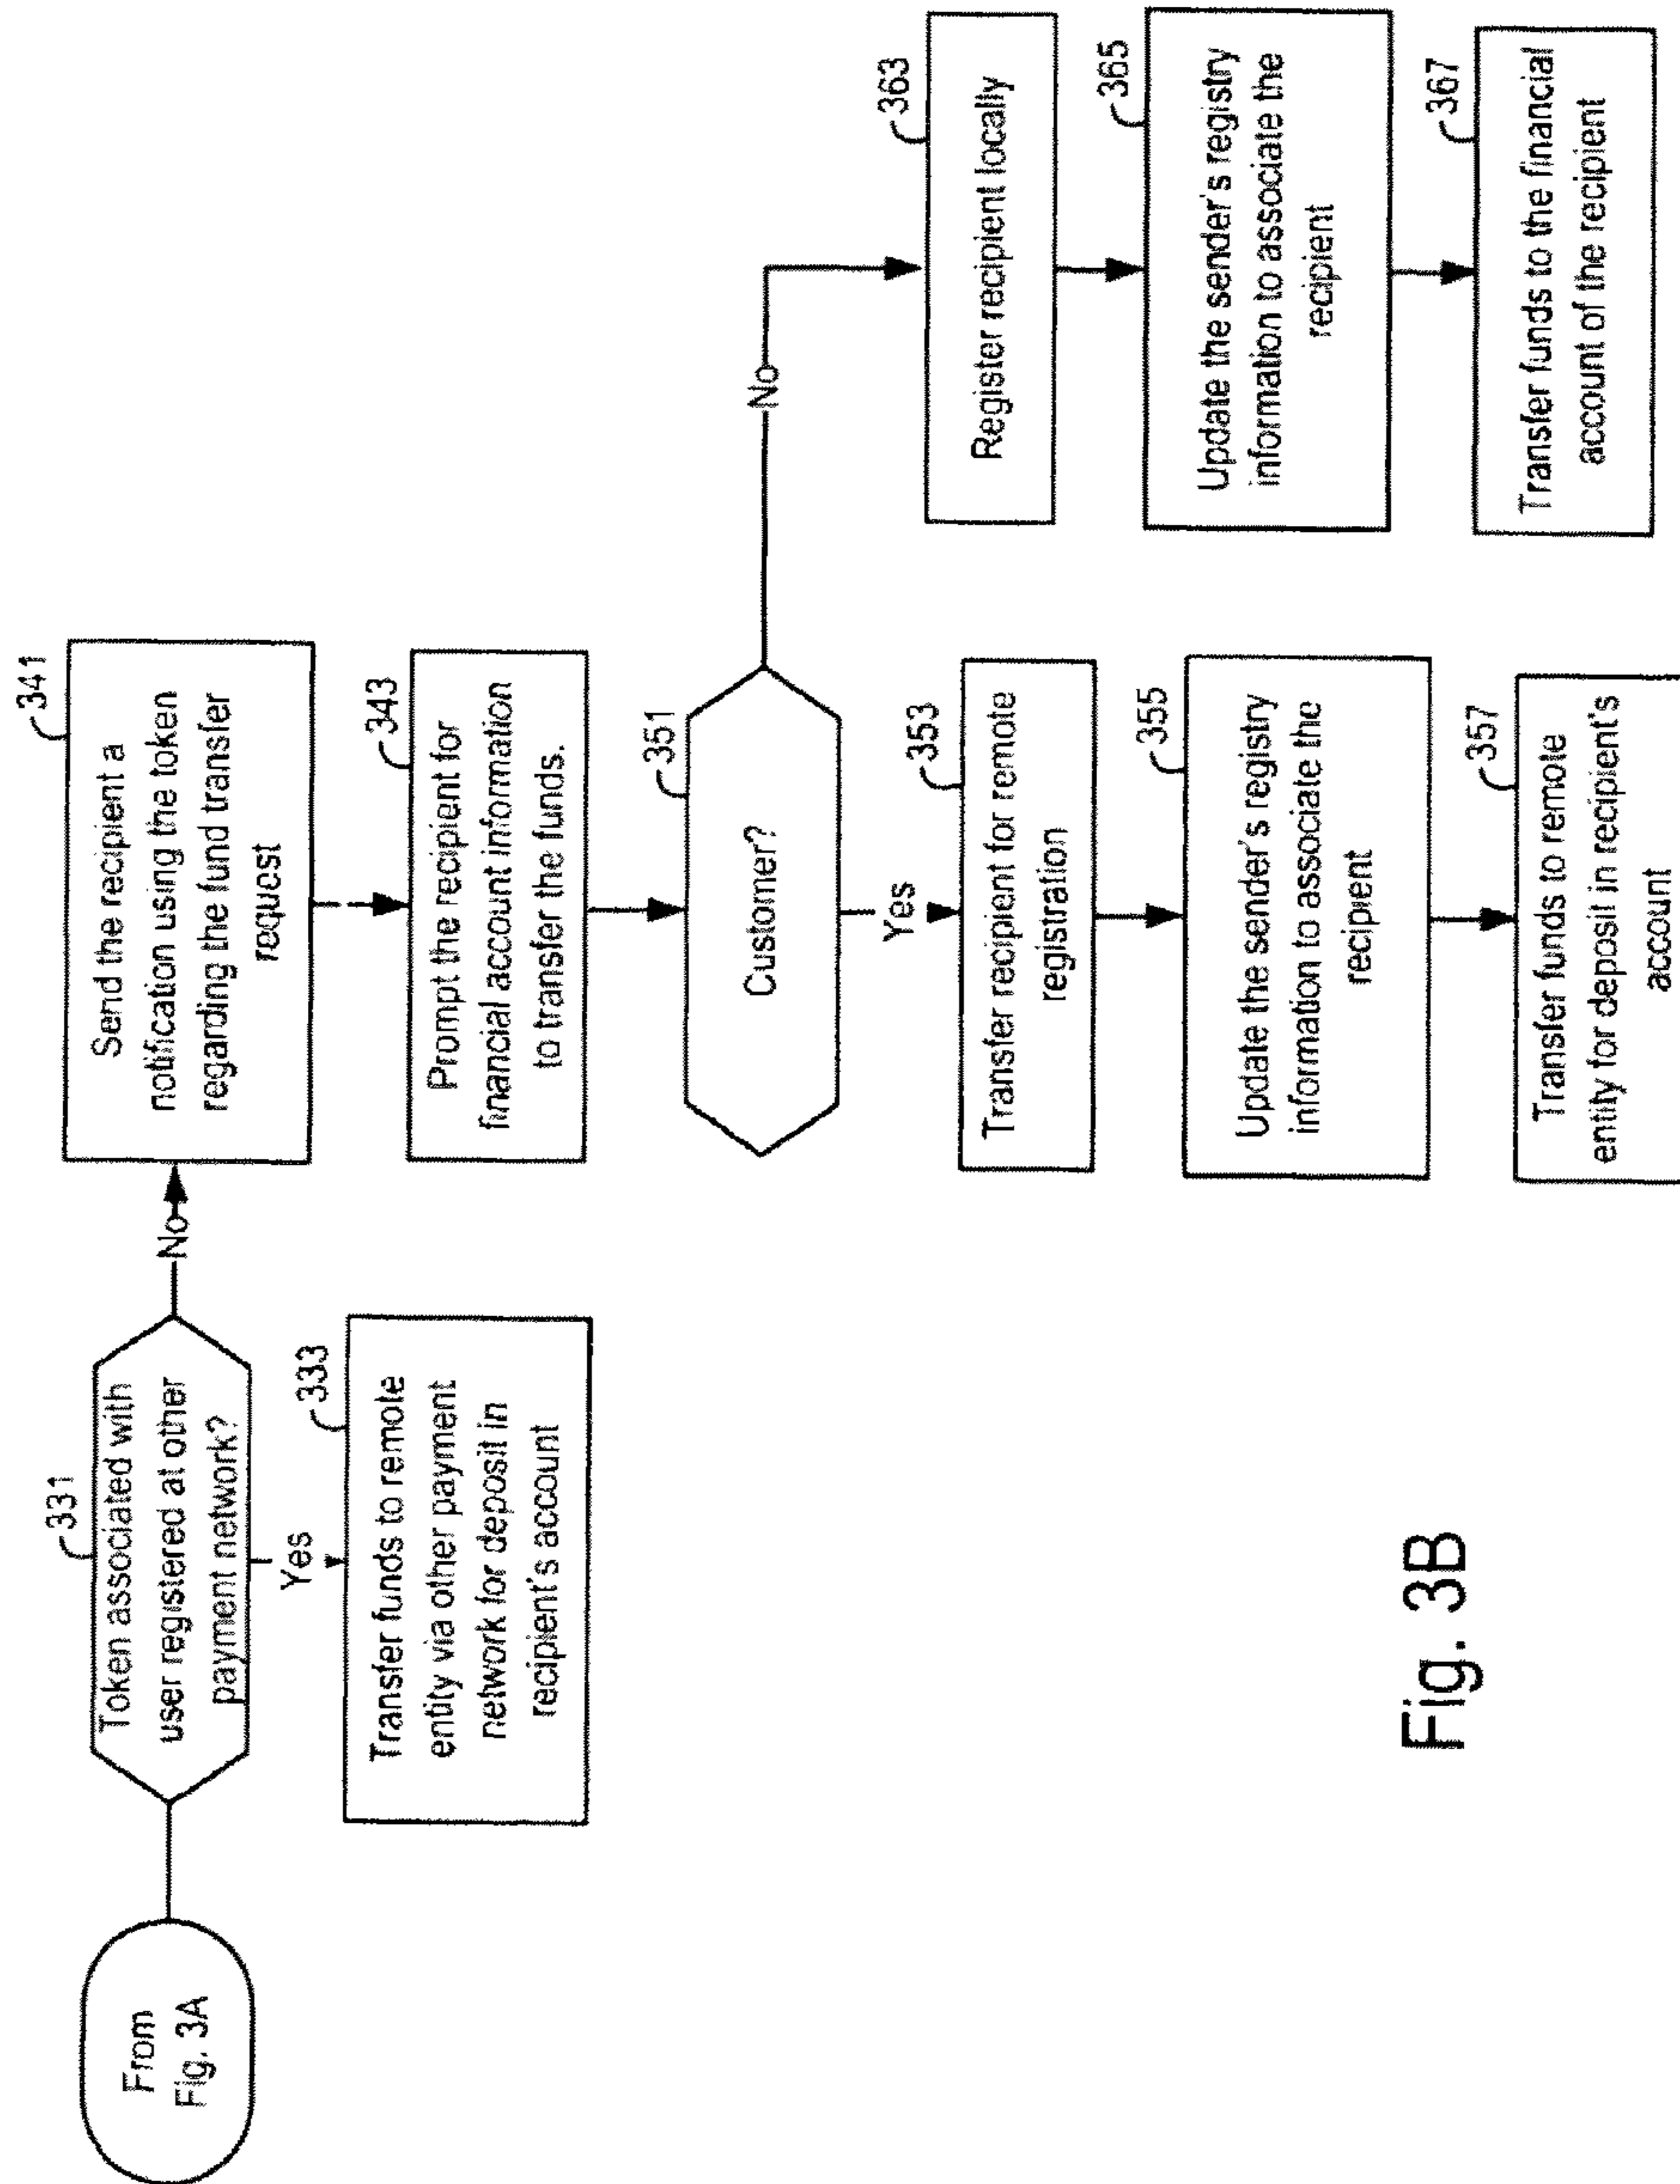 From
Fig. 3A
331
Token associated with
user registered at other
payment network?
Yes
No
333
Transfer funds to remote
entity via other payment
network for deposit in
recipient's account
341
Send the recipient a
notification using the token
regarding the fund transfer
request
343
Prompt the recipient for
financial account information
to transfer the funds.
351
Customer?
Yes
No
353
Transfer recipient for remote
registration
355
Update the sender's registry
information to associate the
recipient
357
Transfer funds to remote
entity for deposit in recipient's
account
363
Register recipient locally
365
Update the sender's registry
information to associate the
recipient
367
Transfer funds to the financial
account of the recipient
Fig. 3B